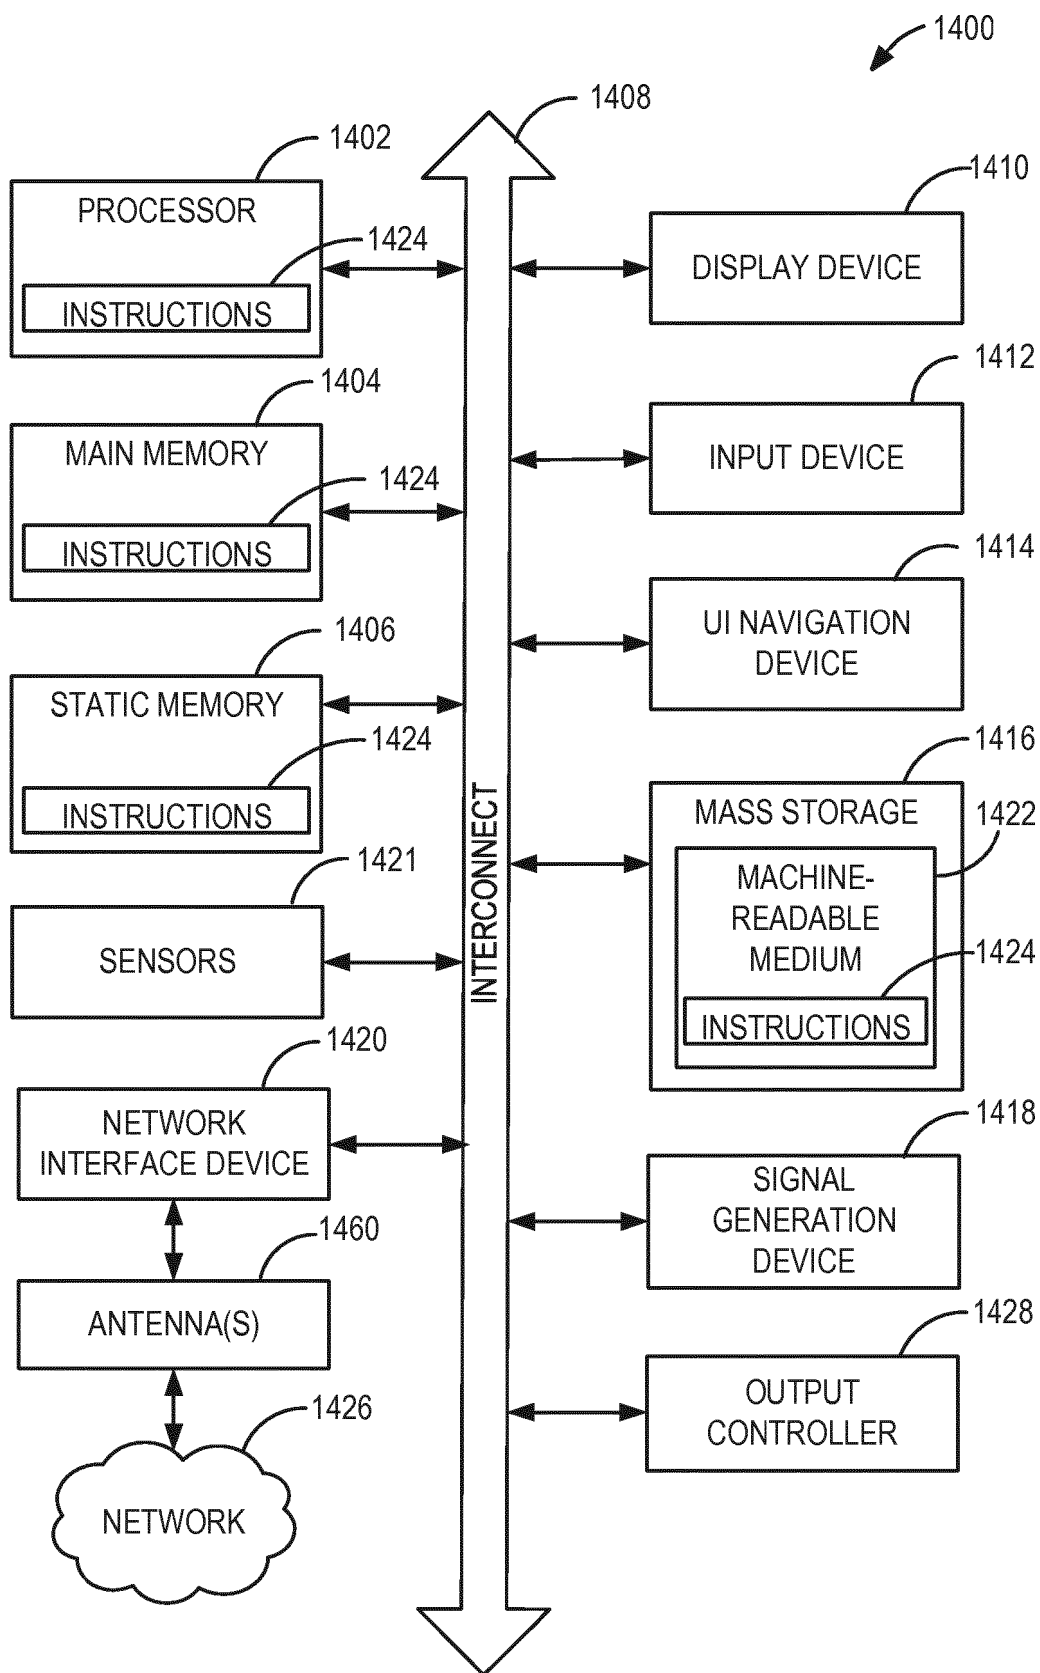 1400
1408
1402
PROCESSOR
1424
INSTRUCTIONS
1404
MAIN MEMORY
1424
INSTRUCTIONS
1406
STATIC MEMORY
1424
INSTRUCTIONS
1421
SENSORS
1420
NETWORK
INTERFACE DEVICE
1460
ANTENNA(S)
1426
NETWORK
INTERCONNECT
1410
DISPLAY DEVICE
1412
INPUT DEVICE
1414
UI NAVIGATION
DEVICE
1416
MASS STORAGE
1422
MACHINE-
READABLE
MEDIUM
1424
INSTRUCTIONS
1418
SIGNAL
GENERATION
DEVICE
1428
OUTPUT
CONTROLLER